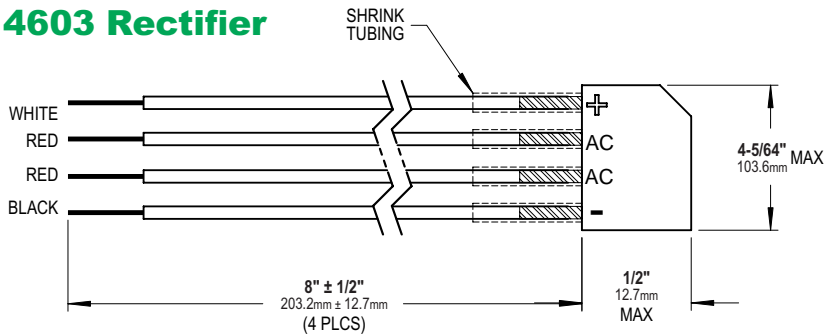 4603 Rectifier
SHRINK
TUBING
WHITE
RED
RED
BLACK
+
AC
AC
-
4-5/64" MAX
103.6mm
8" ± 1/2"
203.2mm ± 12.7mm
(4 PLCS)
1/2"
12.7mm
MAX